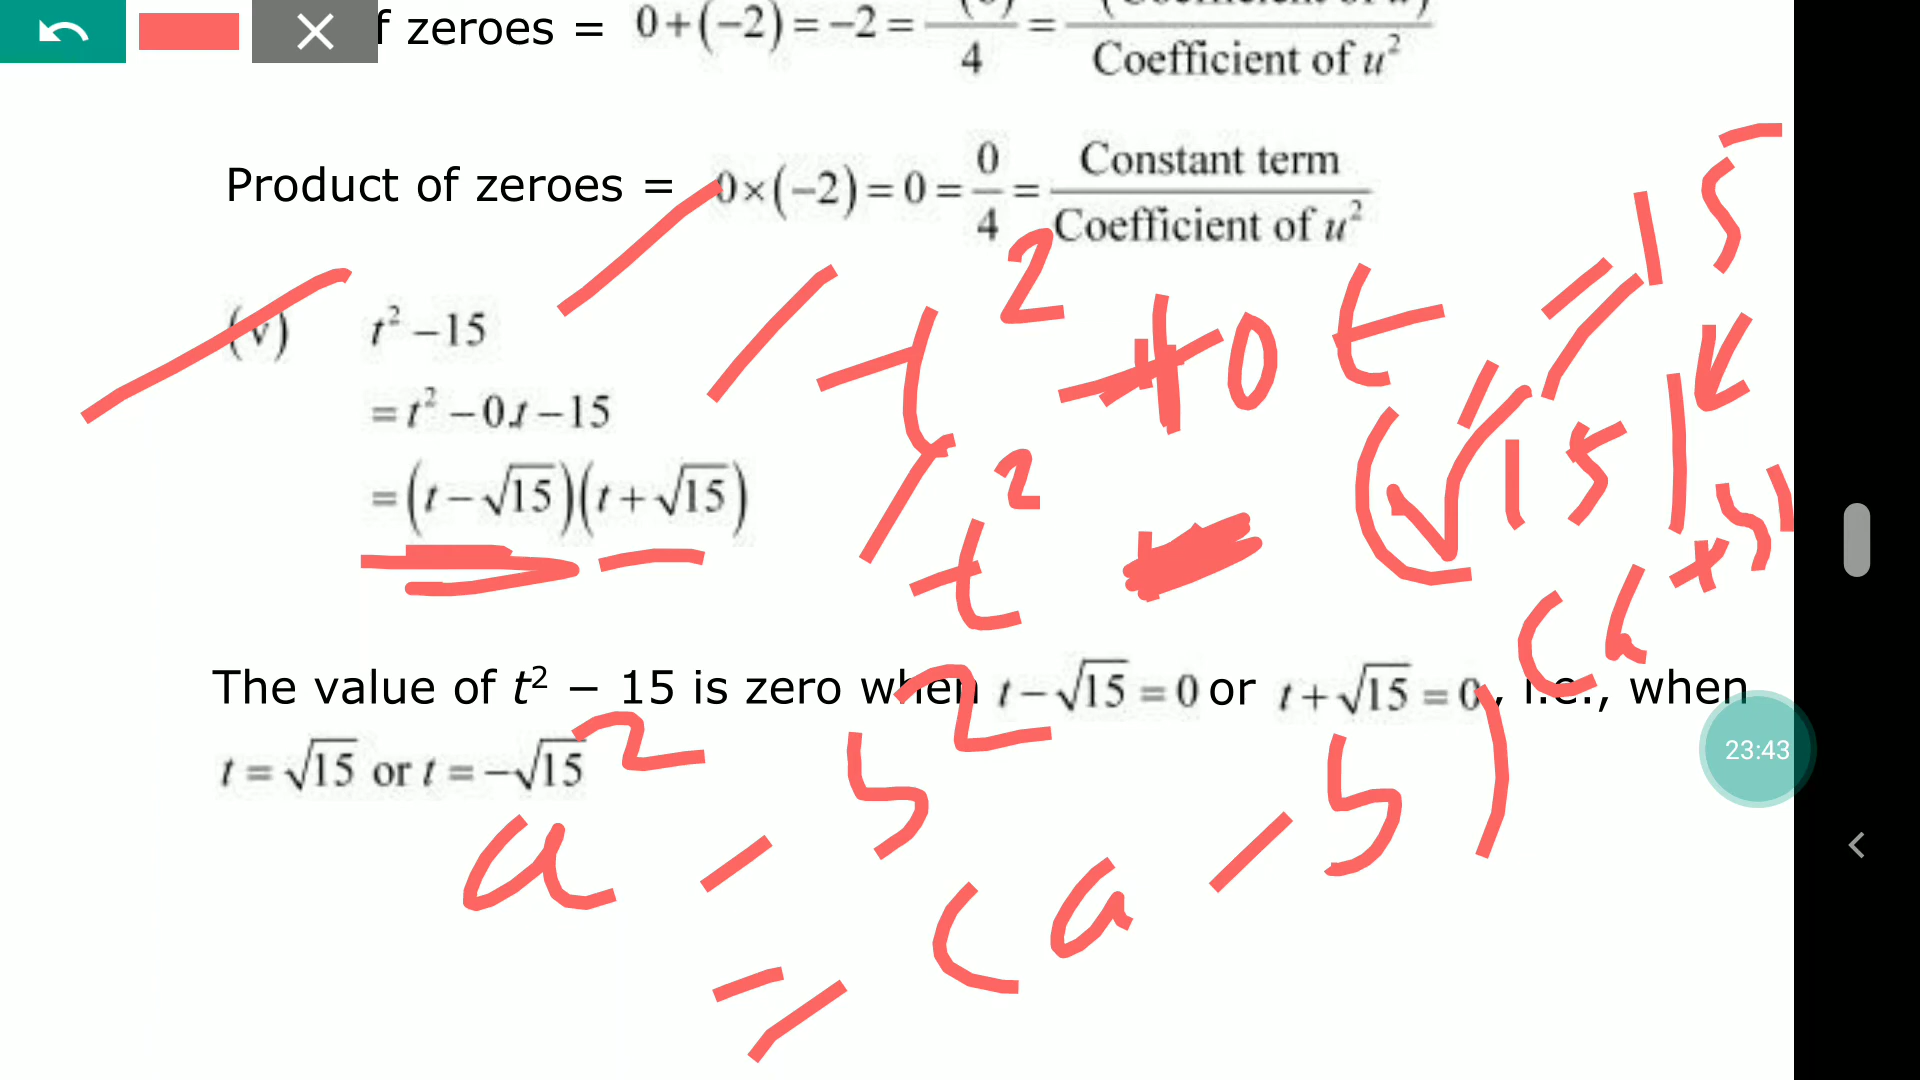 f zeroes = 0+(−2) = −2 = /4 = /Coefficient of u²
Product of zeroes = 0×(−2) = 0 = 0/4 = Constant term/Coefficient of u²
(v) t² − 15
= t² − 0.t − 15
= (t − √15)(t + √15)
t² + 0t = 15
t² (√15)
The value of t² − 15 is zero when t − √15 = 0 or t + √15 = 0, i.e., when
t = √15 or t = −√15
23:43
a² − 5²
= (a − 5)